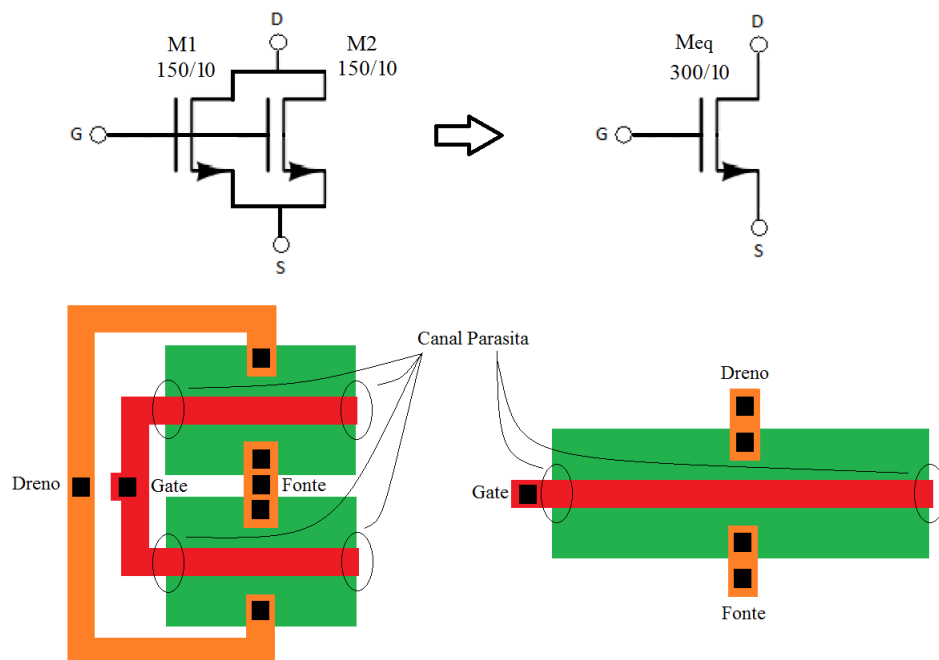 D
M1
150/10
M2
150/10
G
S
D
Meq
300/10
G
S
Canal Parasita
Dreno
Gate
Fonte
Dreno
Gate
Fonte